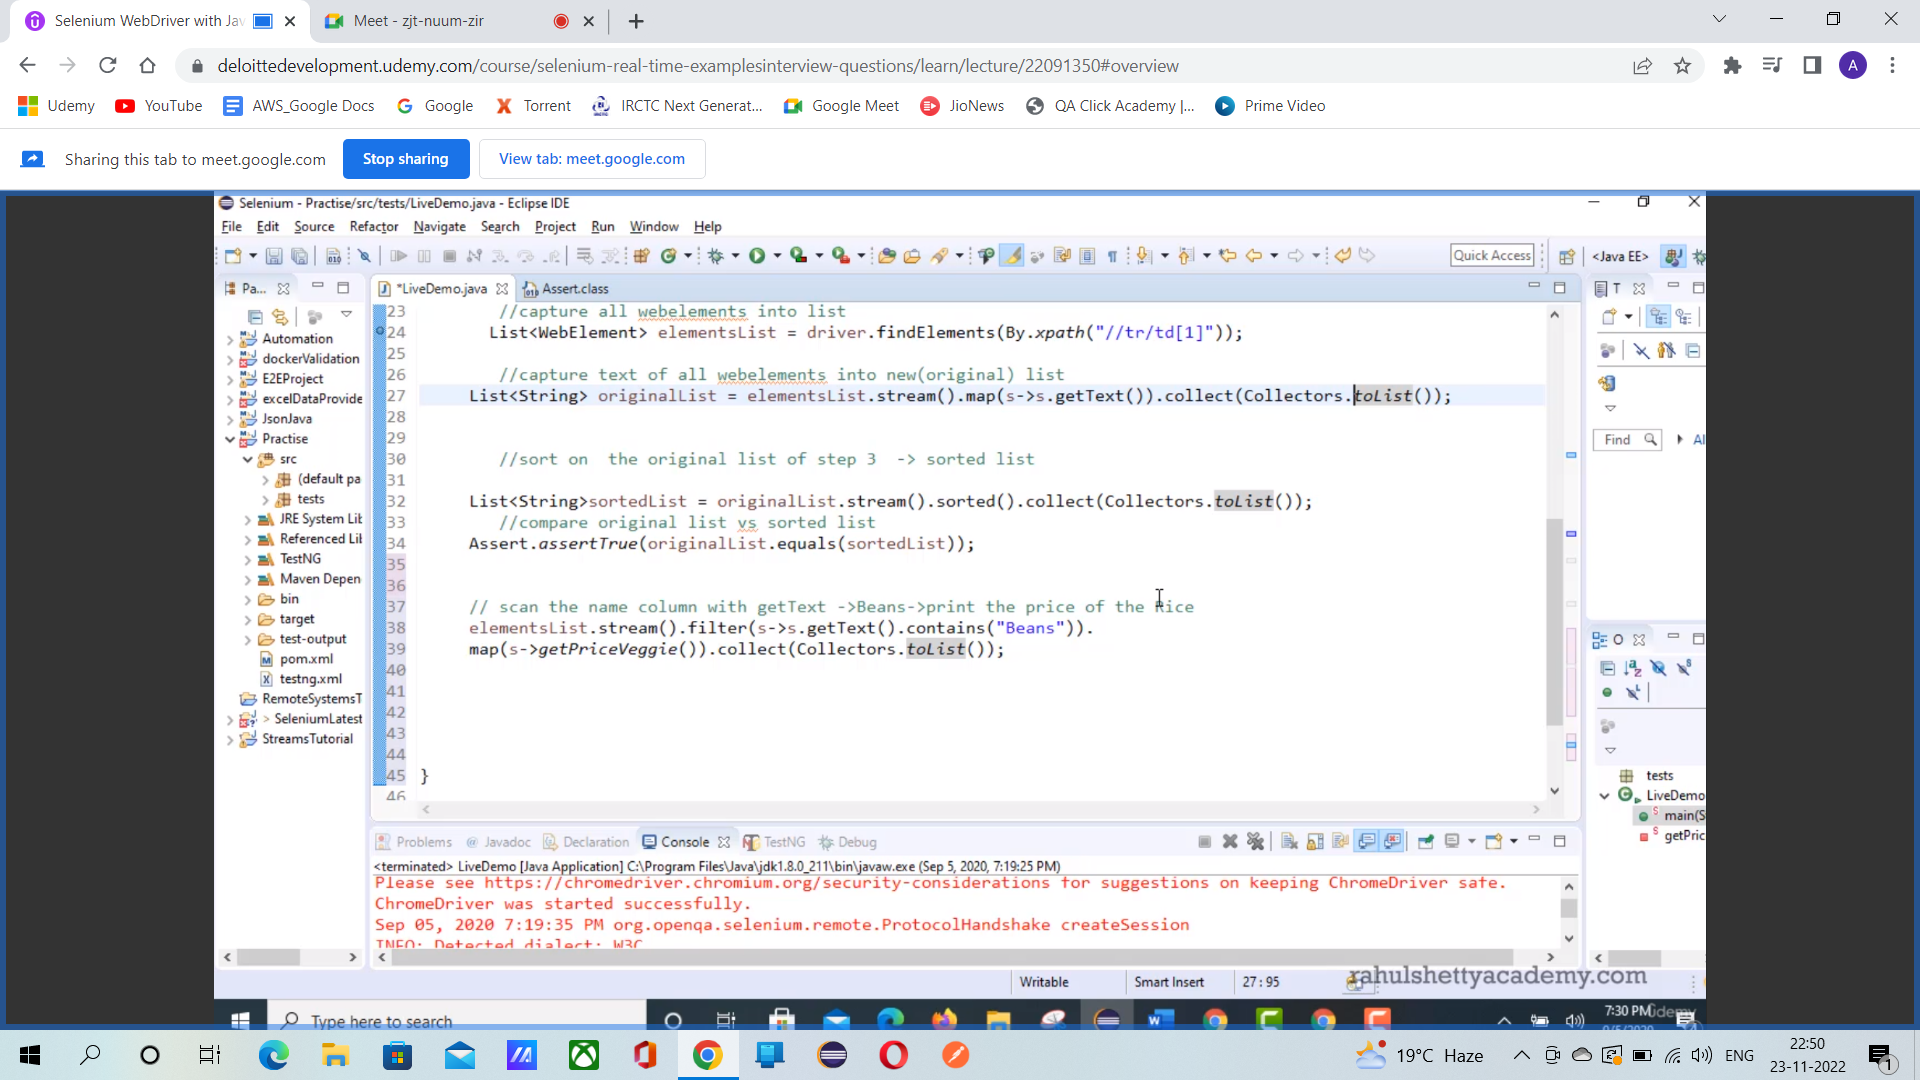 Selenium WebDriver with Jav
Meet - zjt-nuum-zir
deloittedevelopment.udemy.com/course/selenium-real-time-examplesinterview-questions/learn/lecture/22091350#overview
A
Udemy
YouTube
AWS_Google Docs
Google
Torrent
IRCTC Next Generat...
Google Meet
JioNews
QA Click Academy |...
Prime Video
Sharing this tab to meet.google.com
Stop sharing
View tab: meet.google.com
Selenium - Practise/src/tests/LiveDemo.java - Eclipse IDE
File Edit Source Refactor Navigate Search Project Run Window Help
Quick Access
<Java EE>
Pa...
*LiveDemo.java
Assert.class
T
Automation
dockerValidation
E2EProject
excelDataProvide
JsonJava
Practise
src
(default pa
tests
JRE System Lib
Referenced Lib
TestNG
Maven Depen
bin
target
test-output
pom.xml
testng.xml
RemoteSystemsT
> SeleniumLatest
StreamsTutorial
23 //capture all webelements into list
24 List<WebElement> elementsList = driver.findElements(By.xpath("//tr/td[1]"));
25
26 //capture text of all webelements into new(original) list
27 List<String> originalList = elementsList.stream().map(s->s.getText()).collect(Collectors.toList());
28
29
30 //sort on the original list of step 3 -> sorted list
31
32 List<String>sortedList = originalList.stream().sorted().collect(Collectors.toList());
33 //compare original list vs sorted list
34 Assert.assertTrue(originalList.equals(sortedList));
35
36
37 // scan the name column with getText ->Beans->print the price of the Rice
38 elementsList.stream().filter(s->s.getText().contains("Beans")).
39 map(s->getPriceVeggie()).collect(Collectors.toList());
40
41
42
43
44
45 }
46
Find
Al
O
tests
LiveDemo
main(S
getPric
Problems
@ Javadoc
Declaration
Console
TestNG
Debug
<terminated> LiveDemo [Java Application] C:\Program Files\Java\jdk1.8.0_211\bin\javaw.exe (Sep 5, 2020, 7:19:25 PM)
Please see https://chromedriver.chromium.org/security-considerations for suggestions on keeping ChromeDriver safe.
ChromeDriver was started successfully.
Sep 05, 2020 7:19:35 PM org.openqa.selenium.remote.ProtocolHandshake createSession
INFO: Detected dialect: W3C
Writable
Smart Insert
27 : 95
rahulshettyacademy.com
Type here to search
7:30 PM
Udemy
19°C Haze
ENG
22:50
23-11-2022
1